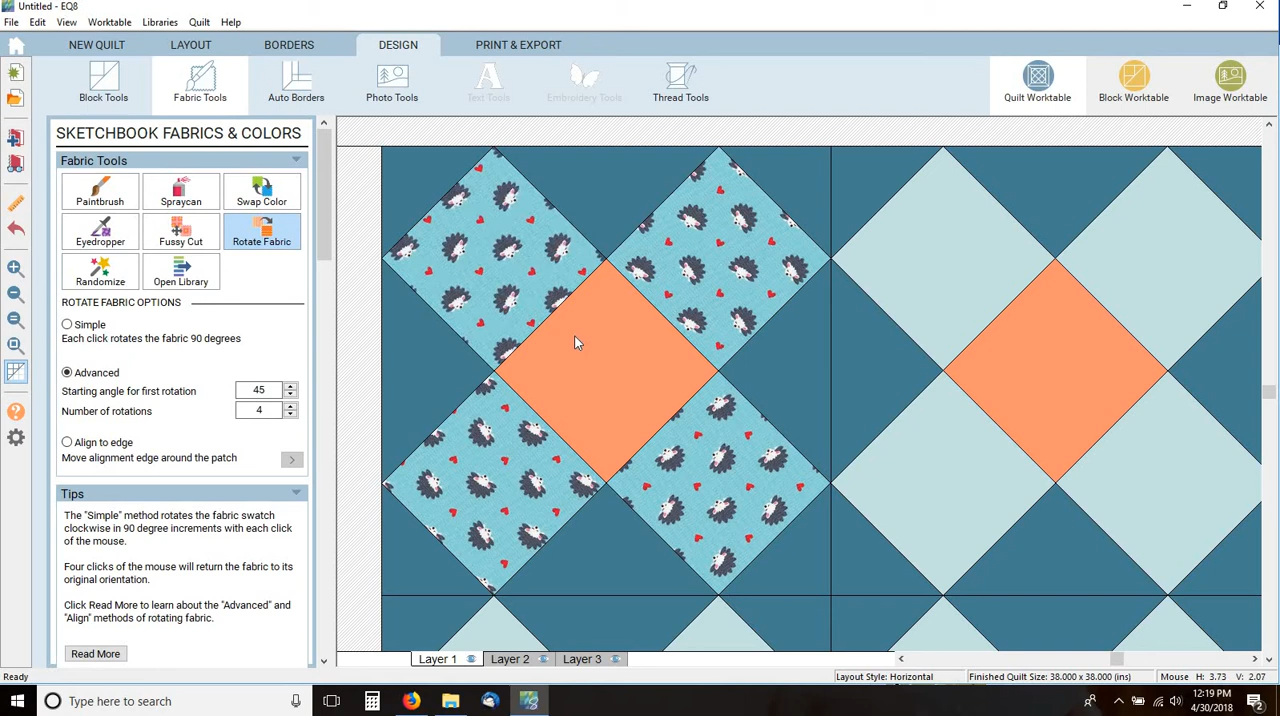 Untitled - EQ8
File Edit View Worktable Libraries Quilt Help
NEW QUILT LAYOUT BORDERS DESIGN PRINT & EXPORT
Block Tools Fabric Tools Auto Borders Photo Tools Text Tools Embroidery Tools Thread Tools Quilt Worktable Block Worktable Image Worktable
SKETCHBOOK FABRICS & COLORS
Fabric Tools
Paintbrush Spraycan Swap Color
Eyedropper Fussy Cut Rotate Fabric
Randomize Open Library
ROTATE FABRIC OPTIONS
Simple
Each click rotates the fabric 90 degrees
Advanced
Starting angle for first rotation 45
Number of rotations 4
Align to edge
Move alignment edge around the patch >
Tips
The "Simple" method rotates the fabric swatch
clockwise in 90 degree increments with each click
of the mouse.
Four clicks of the mouse will return the fabric to its
original orientation.
Click Read More to learn about the "Advanced" and
"Align" methods of rotating fabric.
Read More
Layer 1 Layer 2 Layer 3
Ready Layout Style: Horizontal Finished Quilt Size: 38.000 x 38.000 (ins) Mouse H: 3.73 V: 2.07
Type here to search 12:19 PM
4/30/2018
2